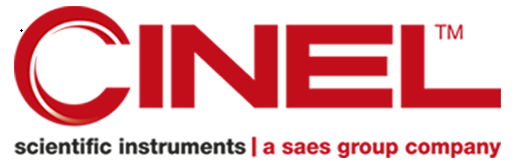 CINEL™
scientific instruments | a saes group company